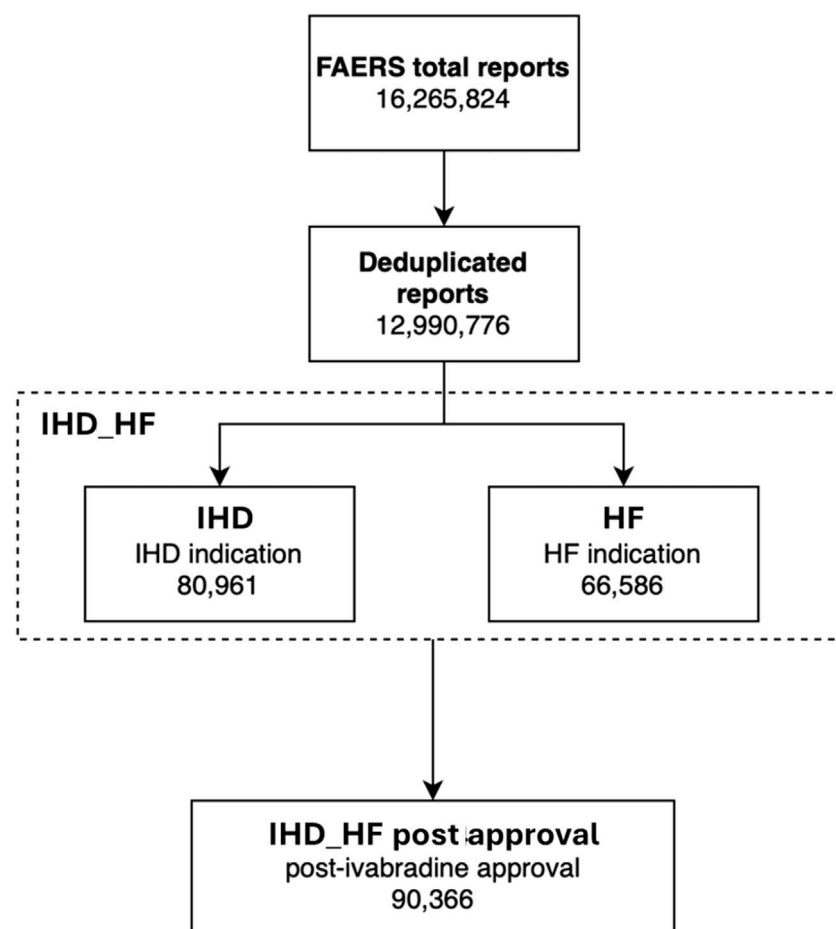 FAERS total reports
16,265,824
Deduplicated
reports
12,990,776
IHD_HF
IHD
IHD indication
80,961
HF
HF indication
66,586
IHD_HF post approval
post-ivabradine approval
90,366